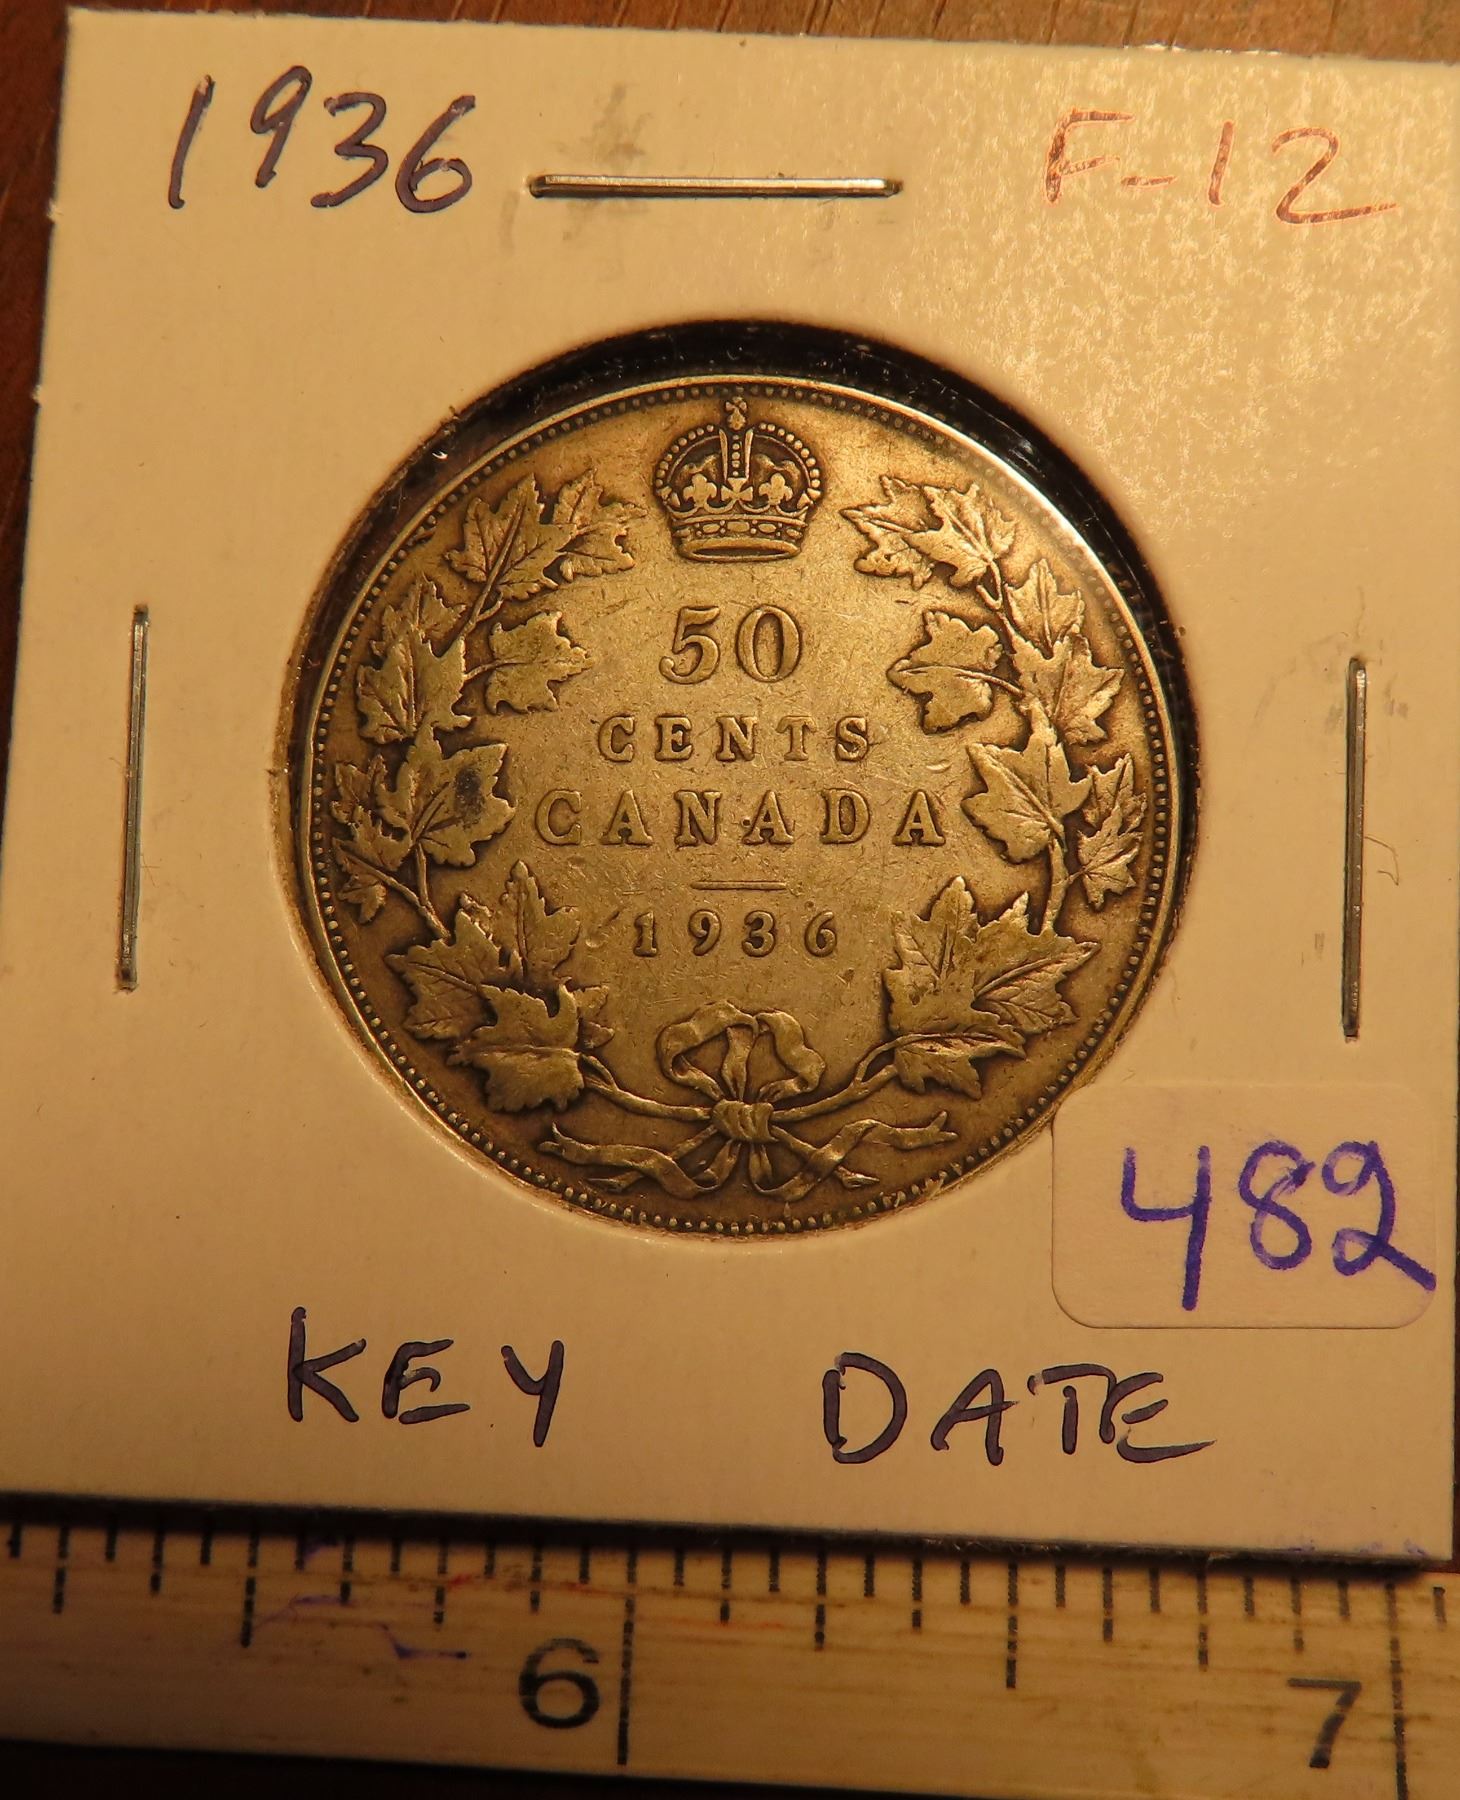 1936 F-12
50
CENTS
CANADA
1936
482
KEY DATE
6 7